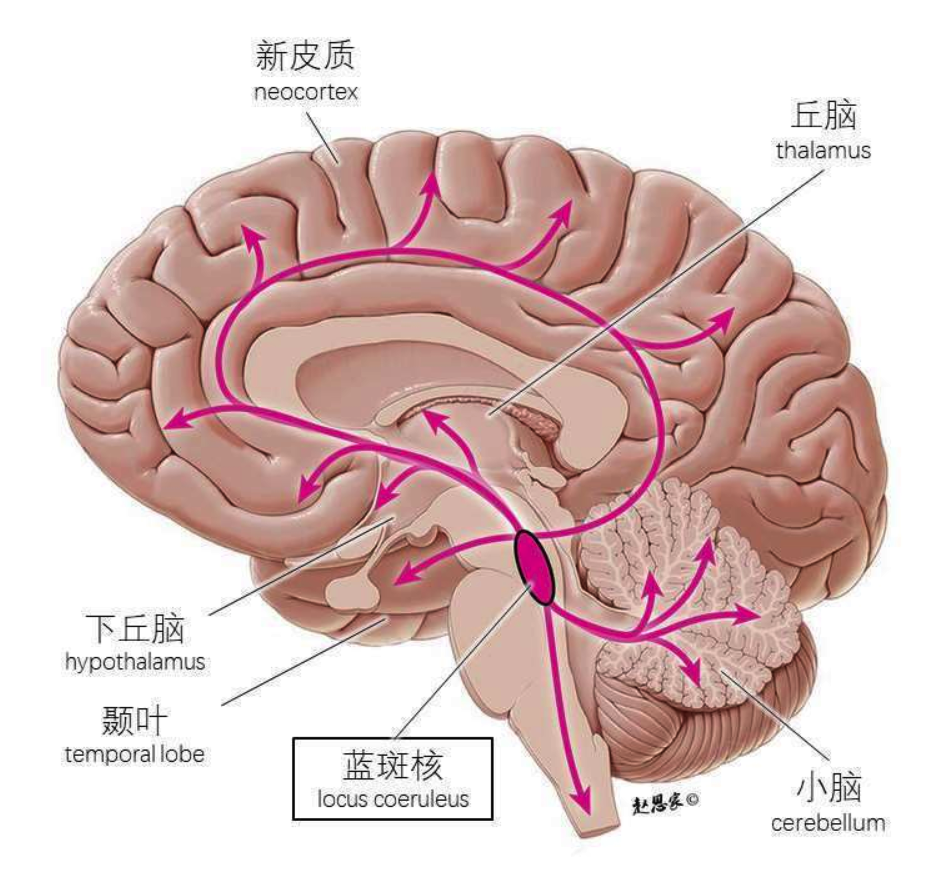 新皮质
neocortex
丘脑
thalamus
下丘脑
hypothalamus
颞叶
temporal lobe
蓝斑核
locus coeruleus
小脑
cerebellum
赵恩家©